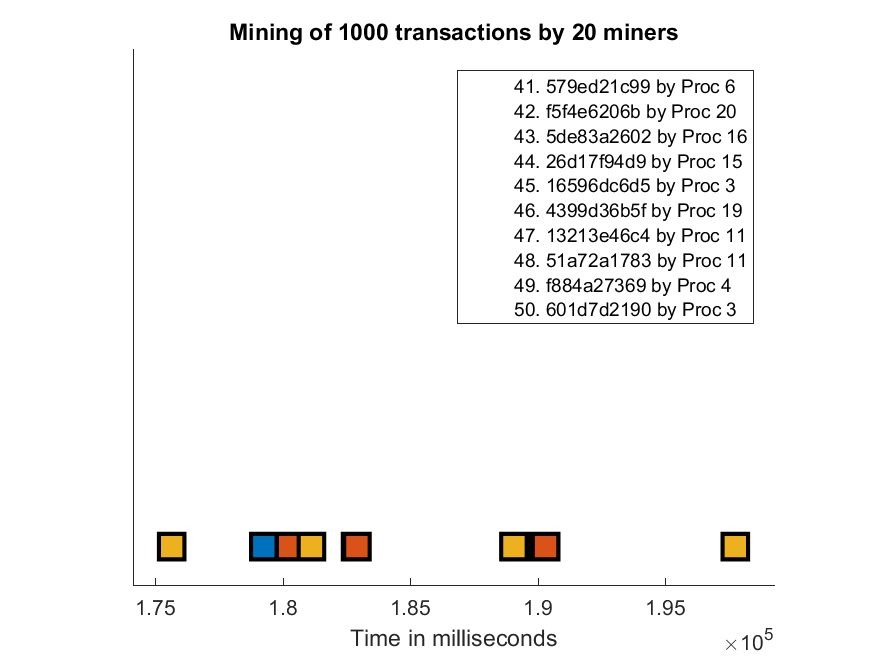 Mining of 1000 transactions by 20 miners
41. 579ed21c99 by Proc 6
42. f5f4e6206b by Proc 20
43. 5de83a2602 by Proc 16
44. 26d17f94d9 by Proc 15
45. 16596dc6d5 by Proc 3
46. 4399d36b5f by Proc 19
47. 13213e46c4 by Proc 11
48. 51a72a1783 by Proc 11
49. f884a27369 by Proc 4
50. 601d7d2190 by Proc 3
1.75 1.8 1.85 1.9 1.95
Time in milliseconds
×10⁵